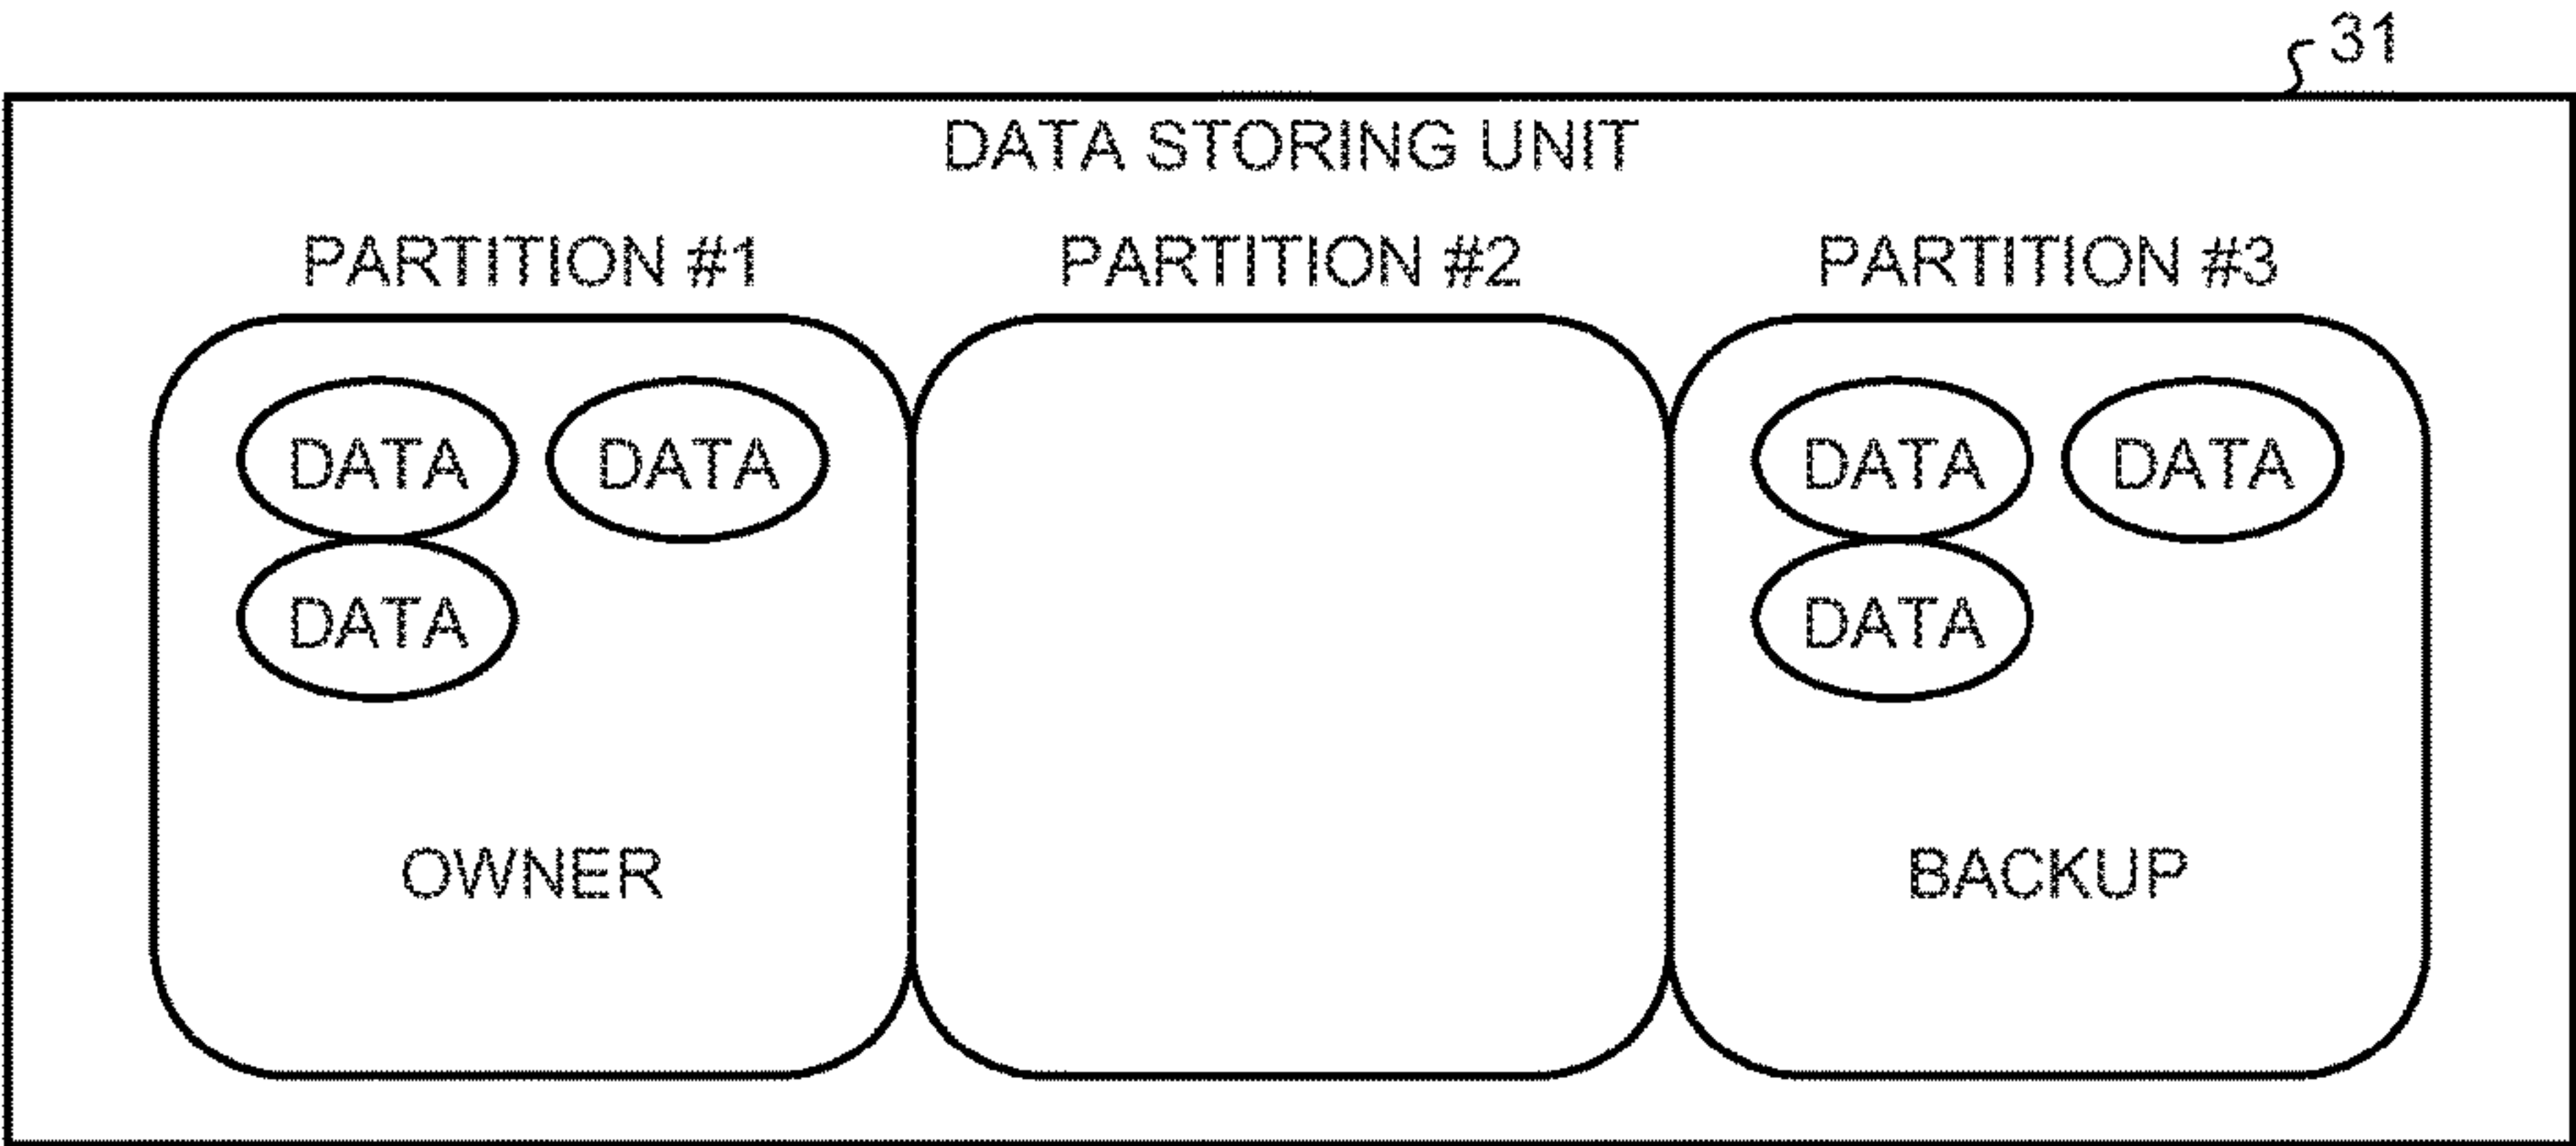 31
DATA STORING UNIT
PARTITION #1 PARTITION #2 PARTITION #3
DATA DATA DATA DATA
DATA DATA
OWNER BACKUP